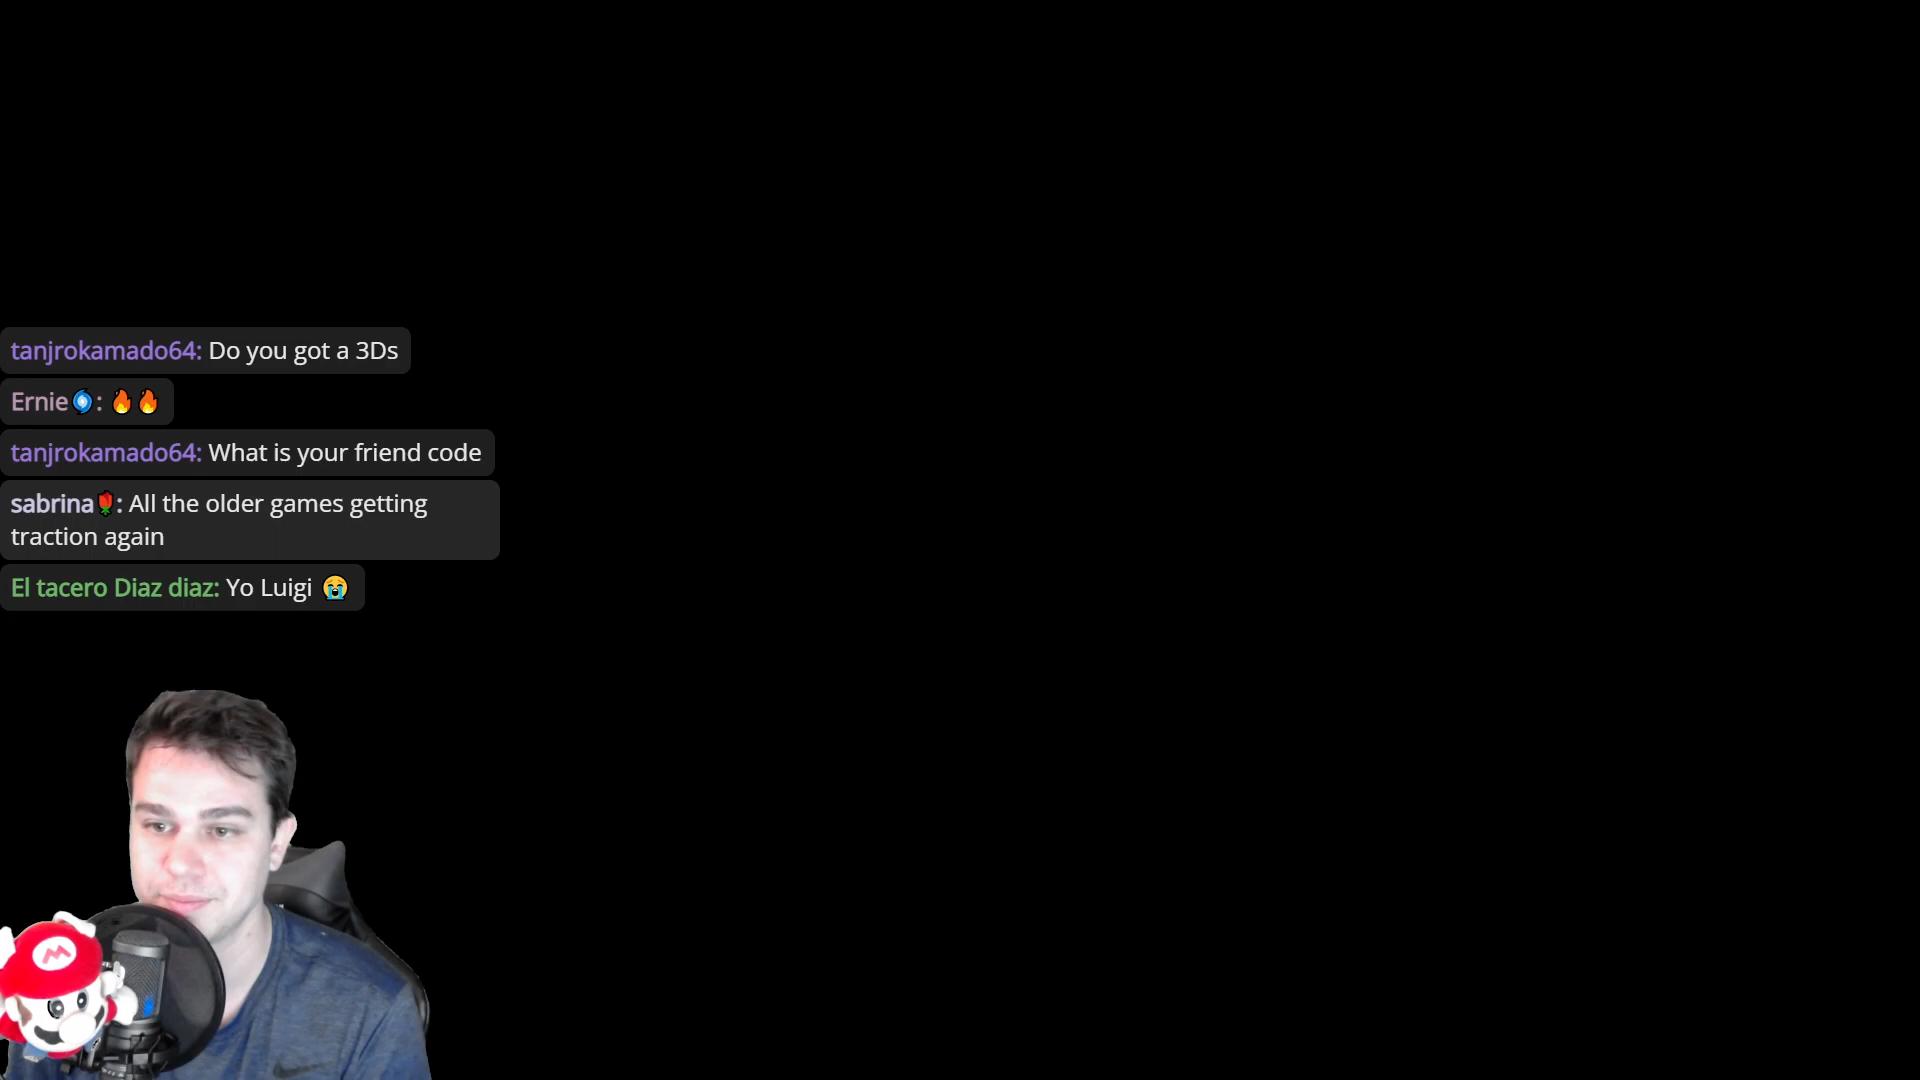 tanjrokamado64: Do you got a 3Ds
Ernie🌀: 🔥🔥
tanjrokamado64: What is your friend code
sabrina🌹: All the older games getting
traction again
El tacero Diaz diaz: Yo Luigi 😭
M